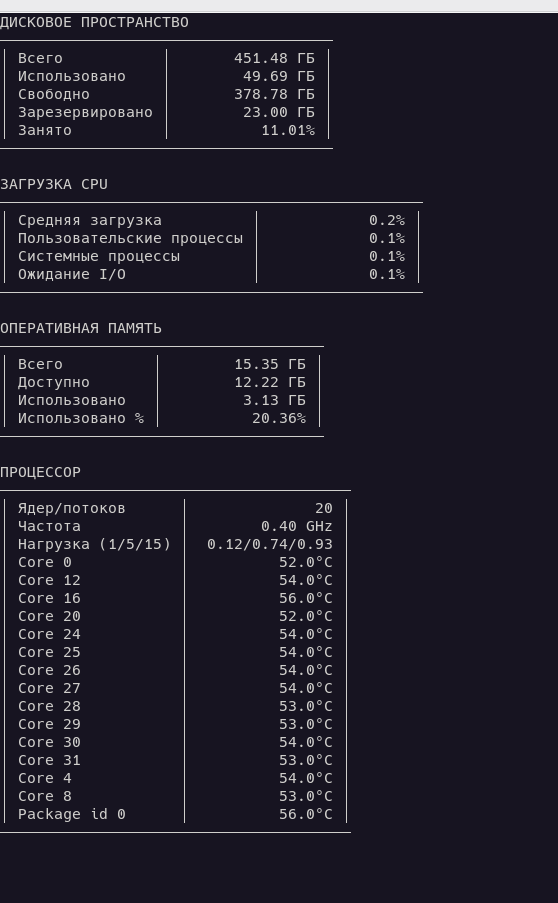 ДИСКОВОЕ ПРОСТРАНСТВО
Всего 451.48 ГБ
Использовано 49.69 ГБ
Свободно 378.78 ГБ
Зарезервировано 23.00 ГБ
Занято 11.01%
ЗАГРУЗКА CPU
Средняя загрузка 0.2%
Пользовательские процессы 0.1%
Системные процессы 0.1%
Ожидание I/O 0.1%
ОПЕРАТИВНАЯ ПАМЯТЬ
Всего 15.35 ГБ
Доступно 12.22 ГБ
Использовано 3.13 ГБ
Использовано % 20.36%
ПРОЦЕССОР
Ядер/потоков 20
Частота 0.40 GHz
Нагрузка (1/5/15) 0.12/0.74/0.93
Core 0 52.0°C
Core 12 54.0°C
Core 16 56.0°C
Core 20 52.0°C
Core 24 54.0°C
Core 25 54.0°C
Core 26 54.0°C
Core 27 54.0°C
Core 28 53.0°C
Core 29 53.0°C
Core 30 54.0°C
Core 31 53.0°C
Core 4 54.0°C
Core 8 53.0°C
Package id 0 56.0°C